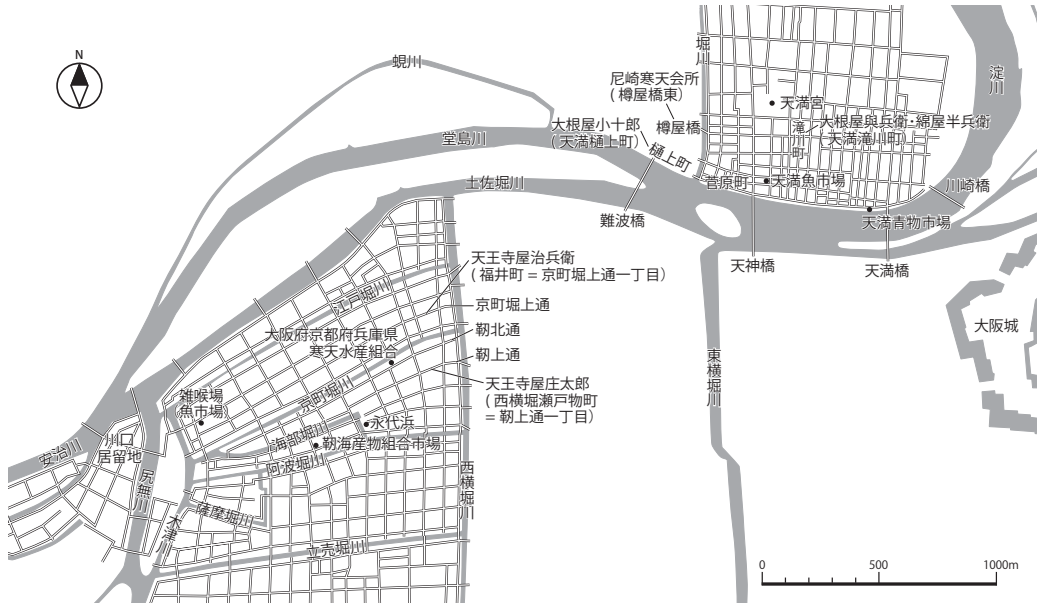 N
蜆川
堀川
淀川
尼崎寒天会所
(樽屋橋東)
樽屋橋
天満宮
大根屋小十郎
(天満樋上町)
樋上町
滝川町
大根屋與兵衛・綿屋半兵衛
(天満滝川町)
堂島川
土佐堀川
菅原町
天満魚市場
川崎橋
天満青物市場
難波橋
天神橋
天満橋
大阪城
天王寺屋治兵衛
(福井町=京町堀上通一丁目)
江戸堀川
京町堀上通
大阪府京都府兵庫県
寒天水産組合
靭北通
靭上通
東横堀川
京町堀川
天王寺屋庄太郎
(西横堀瀬戸物町
=靭上通一丁目)
雑喉場
(魚市場)
永代浜
海部堀川
靭海産物組合市場
阿波堀川
川口
居留地
安治川
尻無川
西横堀川
薩摩堀川
木津川
立売堀川
0 500 1000m